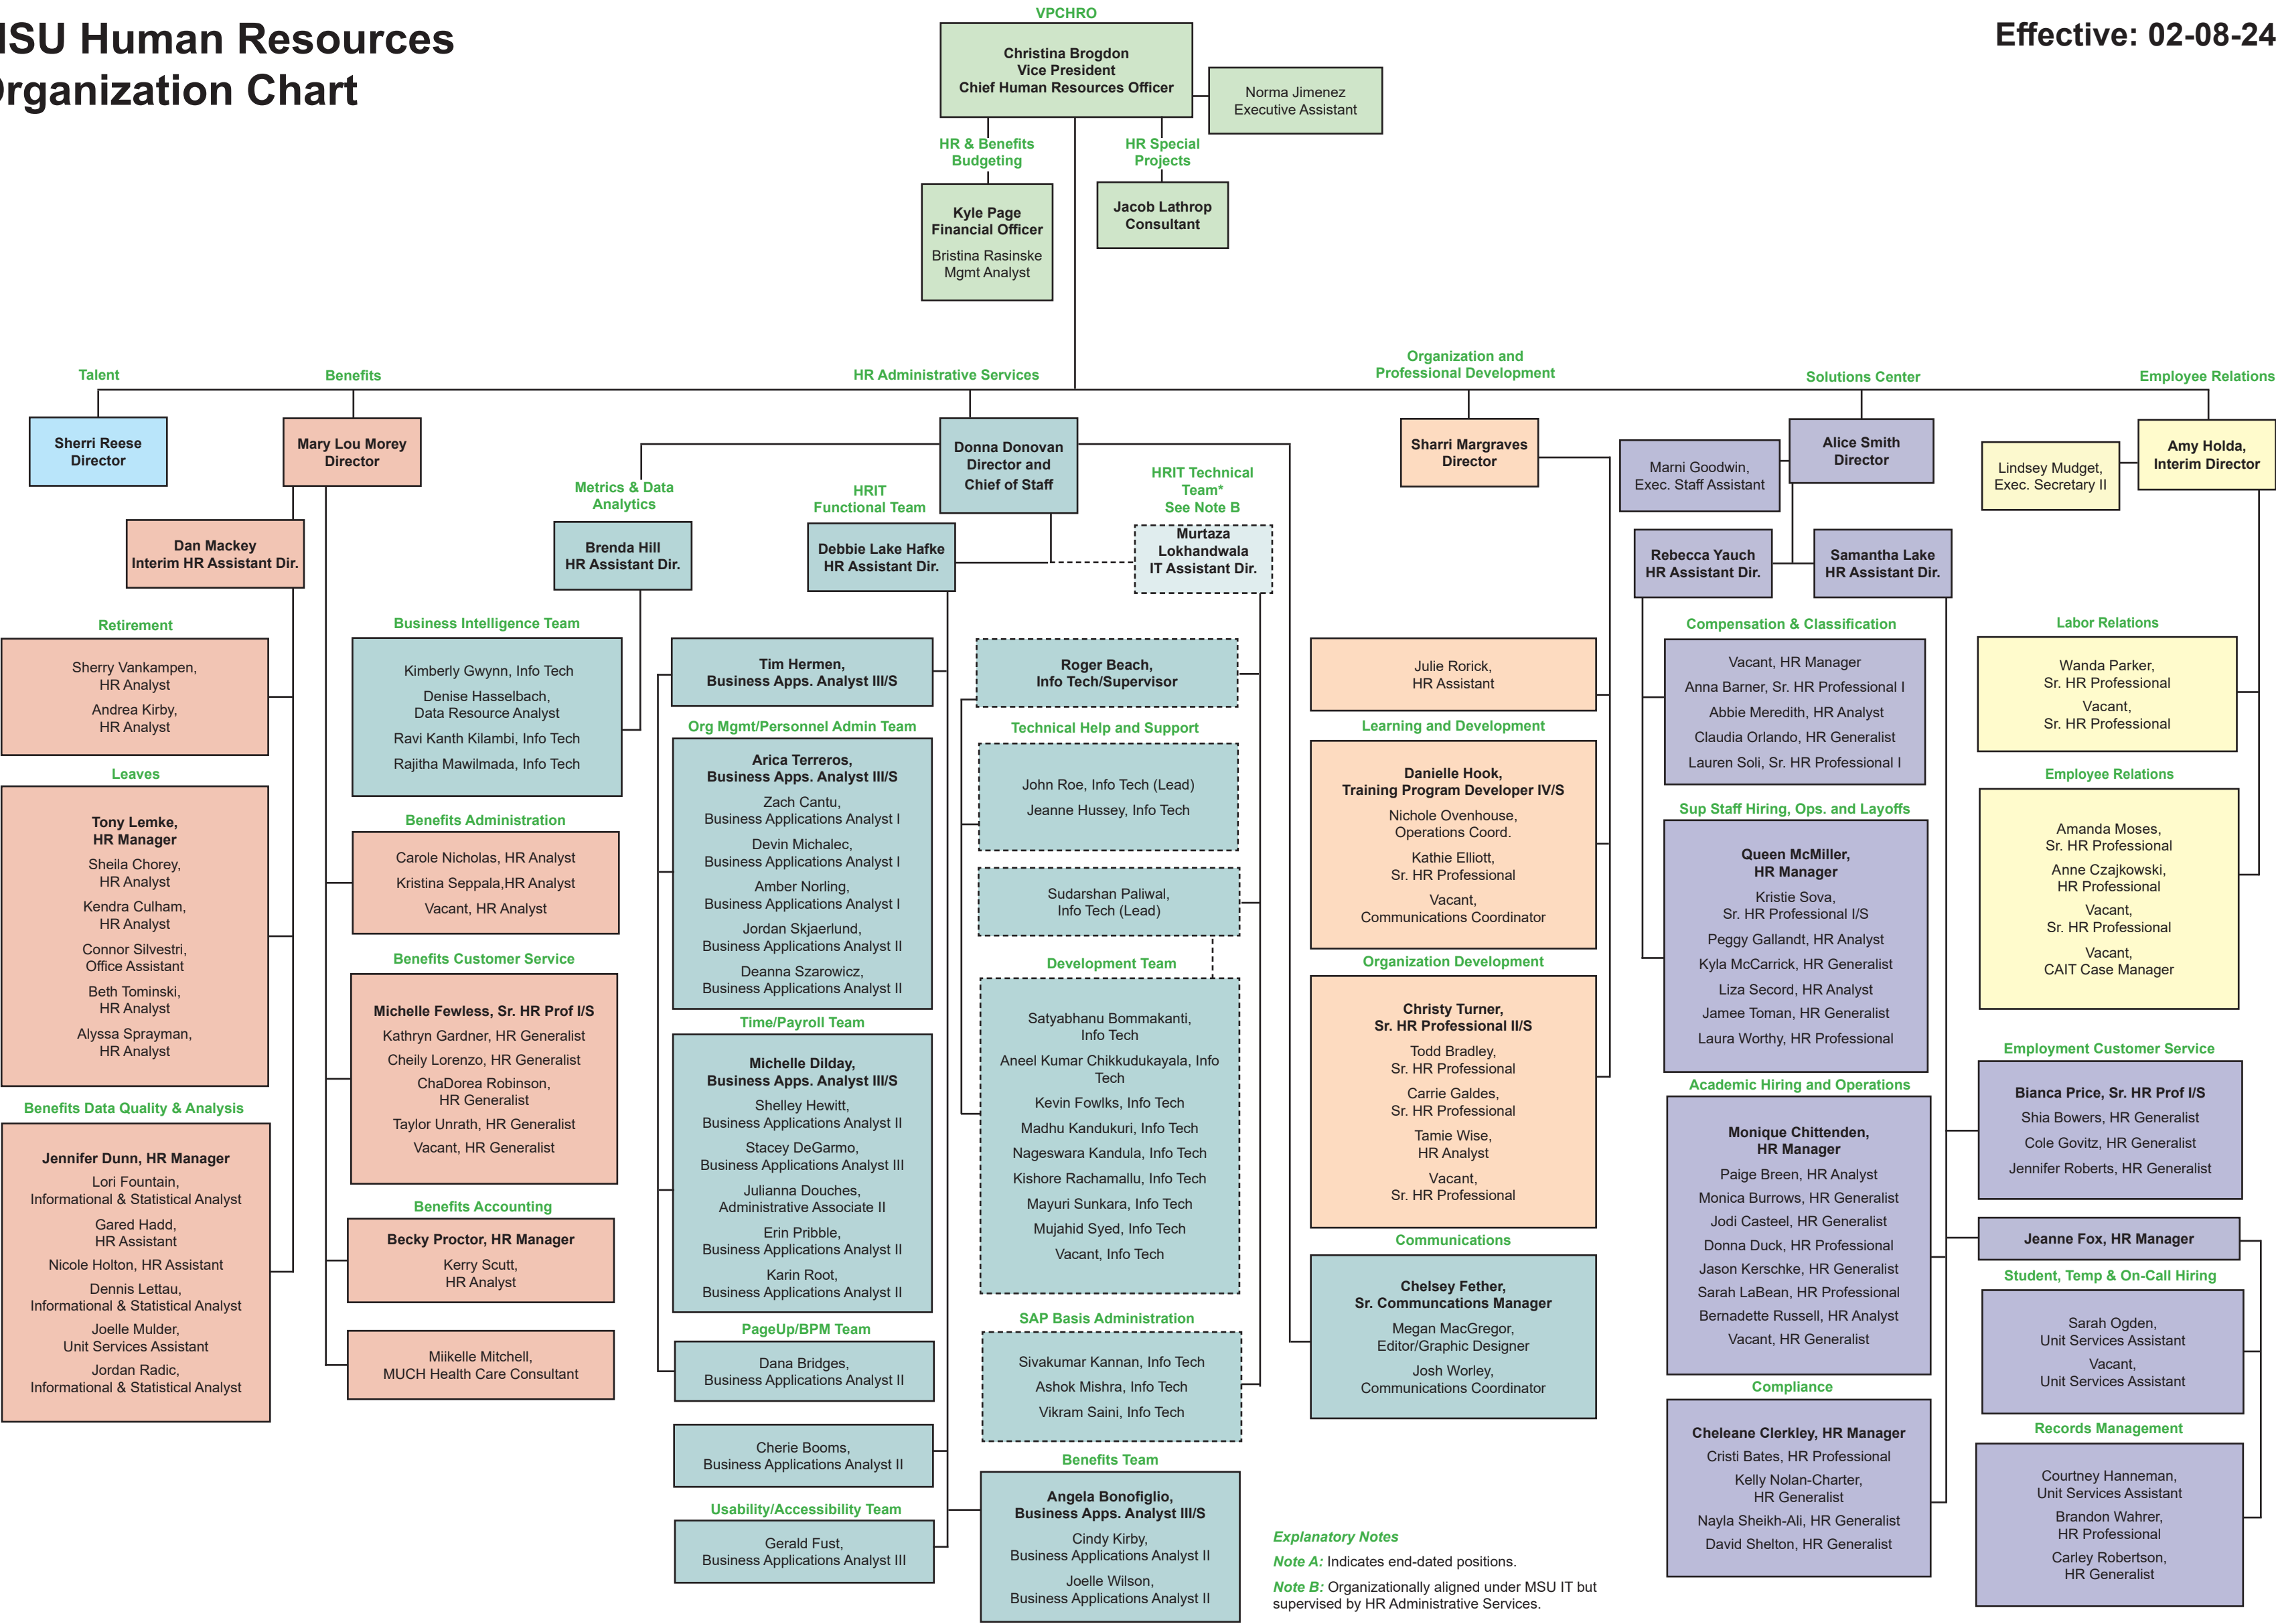 MSU Human Resources
Organization Chart
Effective: 02-08-24
VPCHRO
Christina Brogdon
Vice President
Chief Human Resources Officer
Norma Jimenez
Executive Assistant
HR & Benefits
Budgeting
HR Special
Projects
Kyle Page
Financial Officer
Bristina Rasinske
Mgmt Analyst
Jacob Lathrop
Consultant
Talent
Sherri Reese
Director
Benefits
Mary Lou Morey
Director
Dan Mackey
Interim HR Assistant Dir.
Retirement
Sherry Vankampen,
HR Analyst
Andrea Kirby,
HR Analyst
Leaves
Tony Lemke,
HR Manager
Sheila Chorey,
HR Analyst
Kendra Culham,
HR Analyst
Connor Silvestri,
Office Assistant
Beth Tominski,
HR Analyst
Alyssa Sprayman,
HR Analyst
Benefits Data Quality & Analysis
Jennifer Dunn, HR Manager
Lori Fountain,
Informational & Statistical Analyst
Gared Hadd,
HR Assistant
Nicole Holton, HR Assistant
Dennis Lettau,
Informational & Statistical Analyst
Joelle Mulder,
Unit Services Assistant
Jordan Radic,
Informational & Statistical Analyst
HR Administrative Services
Donna Donovan
Director and
Chief of Staff
Metrics & Data
Analytics
Brenda Hill
HR Assistant Dir.
Business Intelligence Team
Kimberly Gwynn, Info Tech
Denise Hasselbach,
Data Resource Analyst
Ravi Kanth Kilambi, Info Tech
Rajitha Mawilmada, Info Tech
Benefits Administration
Carole Nicholas, HR Analyst
Kristina Seppala,HR Analyst
Vacant, HR Analyst
Benefits Customer Service
Michelle Fewless, Sr. HR Prof I/S
Kathryn Gardner, HR Generalist
Cheily Lorenzo, HR Generalist
ChaDorea Robinson,
HR Generalist
Taylor Unrath, HR Generalist
Vacant, HR Generalist
Benefits Accounting
Becky Proctor, HR Manager
Kerry Scutt,
HR Analyst
Miikelle Mitchell,
MUCH Health Care Consultant
HRIT
Functional Team
Debbie Lake Hafke
HR Assistant Dir.
Tim Hermen,
Business Apps. Analyst III/S
Org Mgmt/Personnel Admin Team
Arica Terreros,
Business Apps. Analyst III/S
Zach Cantu,
Business Applications Analyst I
Devin Michalec,
Business Applications Analyst I
Amber Norling,
Business Applications Analyst I
Jordan Skjaerlund,
Business Applications Analyst II
Deanna Szarowicz,
Business Applications Analyst II
Time/Payroll Team
Michelle Dilday,
Business Apps. Analyst III/S
Shelley Hewitt,
Business Applications Analyst II
Stacey DeGarmo,
Business Applications Analyst III
Julianna Douches,
Administrative Associate II
Erin Pribble,
Business Applications Analyst II
Karin Root,
Business Applications Analyst II
PageUp/BPM Team
Dana Bridges,
Business Applications Analyst II
Cherie Booms,
Business Applications Analyst II
Usability/Accessibility Team
Gerald Fust,
Business Applications Analyst III
HRIT Technical
Team*
See Note B
Murtaza
Lokhandwala
IT Assistant Dir.
Roger Beach,
Info Tech/Supervisor
Technical Help and Support
John Roe, Info Tech (Lead)
Jeanne Hussey, Info Tech
Sudarshan Paliwal,
Info Tech (Lead)
Development Team
Satyabhanu Bommakanti,
Info Tech
Aneel Kumar Chikkudukayala, Info
Tech
Kevin Fowlks, Info Tech
Madhu Kandukuri, Info Tech
Nageswara Kandula, Info Tech
Kishore Rachamallu, Info Tech
Mayuri Sunkara, Info Tech
Mujahid Syed, Info Tech
Vacant, Info Tech
SAP Basis Administration
Sivakumar Kannan, Info Tech
Ashok Mishra, Info Tech
Vikram Saini, Info Tech
Benefits Team
Angela Bonofiglio,
Business Apps. Analyst III/S
Cindy Kirby,
Business Applications Analyst II
Joelle Wilson,
Business Applications Analyst II
Organization and
Professional Development
Sharri Margraves
Director
Julie Rorick,
HR Assistant
Learning and Development
Danielle Hook,
Training Program Developer IV/S
Nichole Ovenhouse,
Operations Coord.
Kathie Elliott,
Sr. HR Professional
Vacant,
Communications Coordinator
Organization Development
Christy Turner,
Sr. HR Professional II/S
Todd Bradley,
Sr. HR Professional
Carrie Galdes,
Sr. HR Professional
Tamie Wise,
HR Analyst
Vacant,
Sr. HR Professional
Communications
Chelsey Fether,
Sr. Communcations Manager
Megan MacGregor,
Editor/Graphic Designer
Josh Worley,
Communications Coordinator
Explanatory Notes
Note A: Indicates end-dated positions.
Note B: Organizationally aligned under MSU IT but
supervised by HR Administrative Services.
Solutions Center
Alice Smith
Director
Marni Goodwin,
Exec. Staff Assistant
Rebecca Yauch
HR Assistant Dir.
Samantha Lake
HR Assistant Dir.
Compensation & Classification
Vacant, HR Manager
Anna Barner, Sr. HR Professional I
Abbie Meredith, HR Analyst
Claudia Orlando, HR Generalist
Lauren Soli, Sr. HR Professional I
Sup Staff Hiring, Ops. and Layoffs
Queen McMiller,
HR Manager
Kristie Sova,
Sr. HR Professional I/S
Peggy Gallandt, HR Analyst
Kyla McCarrick, HR Generalist
Liza Secord, HR Analyst
Jamee Toman, HR Generalist
Laura Worthy, HR Professional
Academic Hiring and Operations
Monique Chittenden,
HR Manager
Paige Breen, HR Analyst
Monica Burrows, HR Generalist
Jodi Casteel, HR Generalist
Donna Duck, HR Professional
Jason Kerschke, HR Generalist
Sarah LaBean, HR Professional
Bernadette Russell, HR Analyst
Vacant, HR Generalist
Compliance
Cheleane Clerkley, HR Manager
Cristi Bates, HR Professional
Kelly Nolan-Charter,
HR Generalist
Nayla Sheikh-Ali, HR Generalist
David Shelton, HR Generalist
Employee Relations
Amy Holda,
Interim Director
Lindsey Mudget,
Exec. Secretary II
Labor Relations
Wanda Parker,
Sr. HR Professional
Vacant,
Sr. HR Professional
Employee Relations
Amanda Moses,
Sr. HR Professional
Anne Czajkowski,
HR Professional
Vacant,
Sr. HR Professional
Vacant,
CAIT Case Manager
Employment Customer Service
Bianca Price, Sr. HR Prof I/S
Shia Bowers, HR Generalist
Cole Govitz, HR Generalist
Jennifer Roberts, HR Generalist
Jeanne Fox, HR Manager
Student, Temp & On-Call Hiring
Sarah Ogden,
Unit Services Assistant
Vacant,
Unit Services Assistant
Records Management
Courtney Hanneman,
Unit Services Assistant
Brandon Wahrer,
HR Professional
Carley Robertson,
HR Generalist